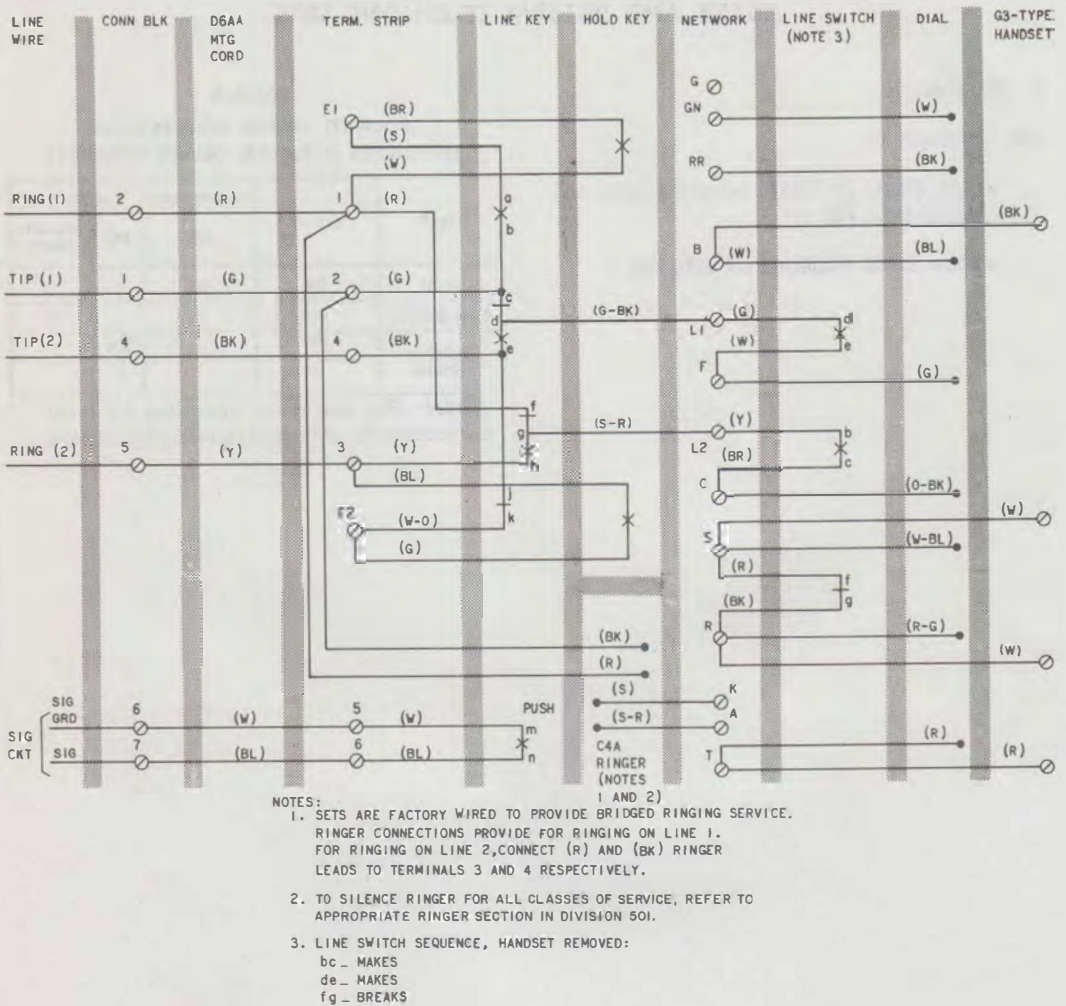 LINE WIRE
CONN BLK
D6AA MTG CORD
TERM. STRIP
LINE KEY
HOLD KEY
NETWORK
LINE SWITCH (NOTE 3)
DIAL
G3-TYPE HANDSET
G
E1 (BR)
GN (W)
(S)
(W)
RR (BK)
RING (1) 2 (R) 1 (R) a
(BK)
b
B (W) (BL)
TIP (1) 1 (G) 2 (G) c
d (G-BK) L1 (G) d
TIP (2) 4 (BK) 4 (BK) e
(W) e
F (G)
f
g (S-R) L2 (Y) b
RING (2) 5 (Y) 3 (Y) h
(BR) c
(BL)
C (O-BK)
j
k
E2 (W-O)
(W)
S (W-BL)
(G)
(R) f
(BK) g
(BK) R (R-G)
(R) (W)
(S) K
SIG CKT
SIG GRD 6 (W) 5 (W) PUSH m
(S-R) A
SIG 7 (BL) 6 (BL) n
C4A RINGER (NOTES 1 AND 2)
T (R) (R)
NOTES:
1. SETS ARE FACTORY WIRED TO PROVIDE BRIDGED RINGING SERVICE.
RINGER CONNECTIONS PROVIDE FOR RINGING ON LINE 1.
FOR RINGING ON LINE 2, CONNECT (R) AND (BK) RINGER
LEADS TO TERMINALS 3 AND 4 RESPECTIVELY.
2. TO SILENCE RINGER FOR ALL CLASSES OF SERVICE, REFER TO
APPROPRIATE RINGER SECTION IN DIVISION 501.
3. LINE SWITCH SEQUENCE, HANDSET REMOVED:
bc _ MAKES
de _ MAKES
fg _ BREAKS